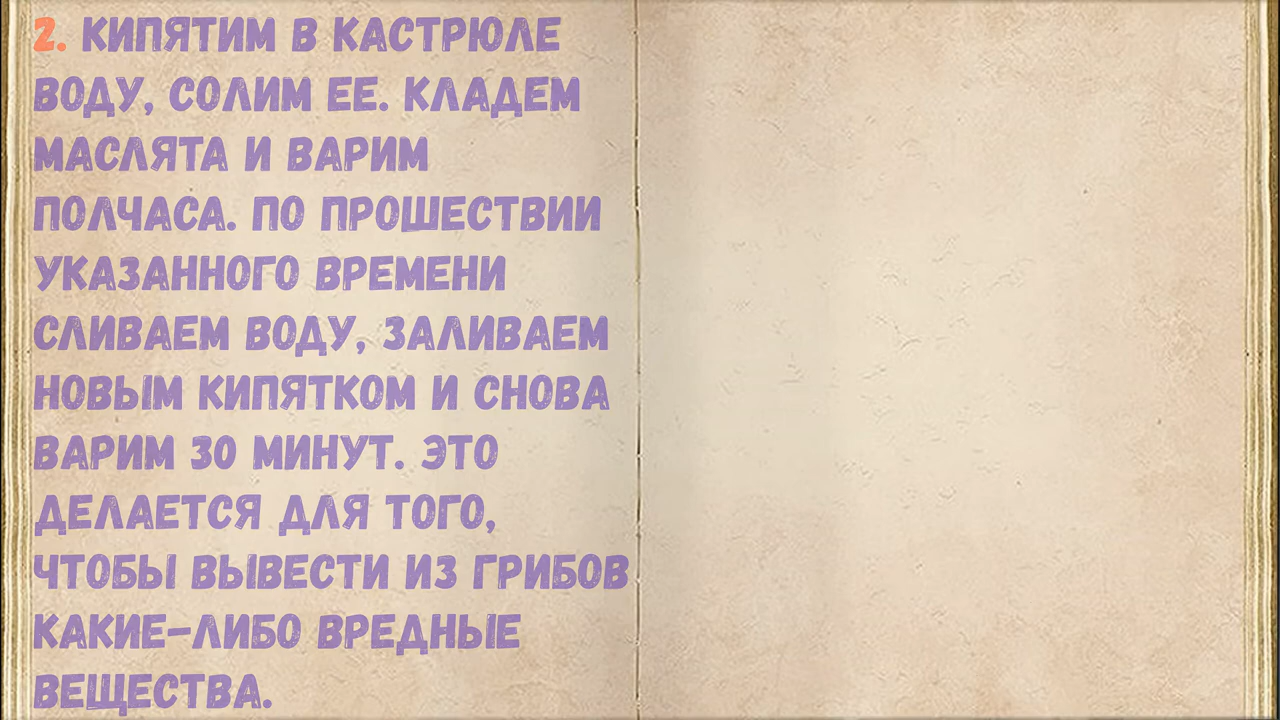 2. КИПЯТИМ В КАСТРЮЛЕ
ВОДУ, СОЛИМ ЕЕ. КЛАДЕМ
МАСЛЯТА И ВАРИМ
ПОЛЧАСА. ПО ПРОШЕСТВИИ
УКАЗАННОГО ВРЕМЕНИ
СЛИВАЕМ ВОДУ, ЗАЛИВАЕМ
НОВЫМ КИПЯТКОМ И СНОВА
ВАРИМ 30 МИНУТ. ЭТО
ДЕЛАЕТСЯ ДЛЯ ТОГО,
ЧТОБЫ ВЫВЕСТИ ИЗ ГРИБОВ
КАКИЕ-ЛИБО ВРЕДНЫЕ
ВЕЩЕСТВА.